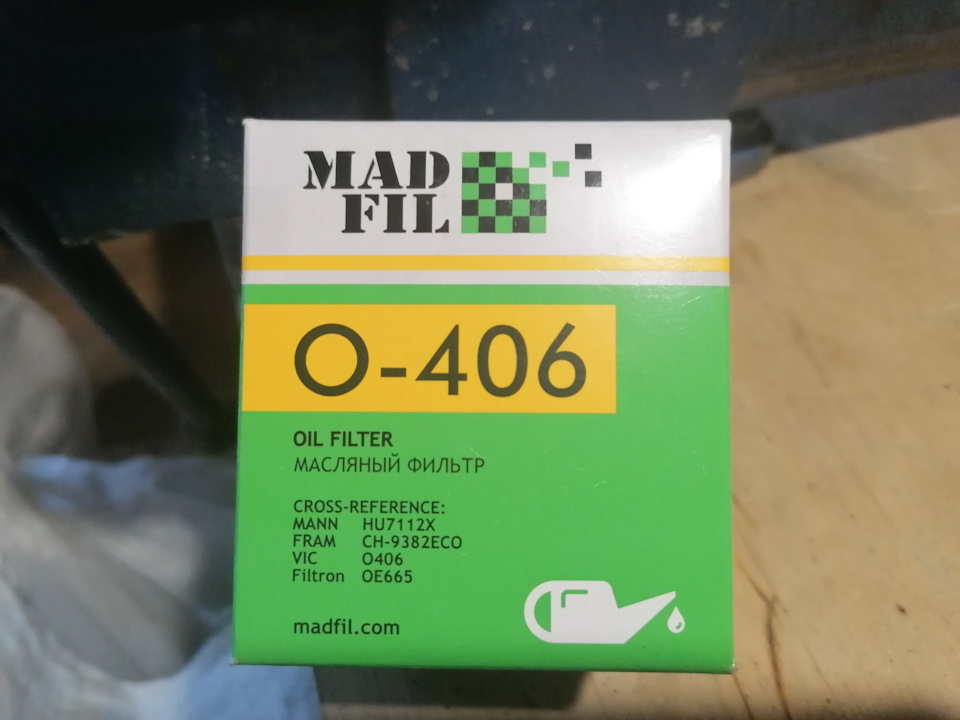 MAD
FIL
O-406
OIL FILTER
МАСЛЯНЫЙ ФИЛЬТР
CROSS-REFERENCE:
MANN HU7112X
FRAM CH-9382ECO
VIC O406
Filtron OE665
madfil.com